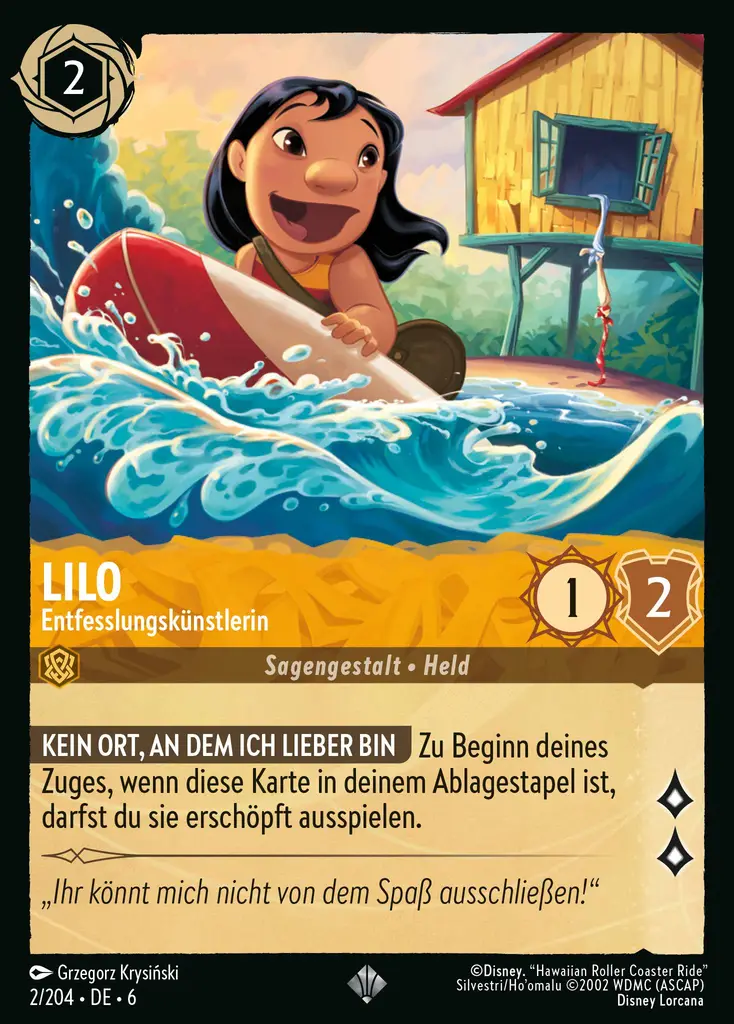 2
LILO
Entfesslungskünstlerin
1
2
Sagengestalt • Held
KEIN ORT, AN DEM ICH LIEBER BIN Zu Beginn deines
Zuges, wenn diese Karte in deinem Ablagestapel ist,
darfst du sie erschöpft ausspielen.
„Ihr könnt mich nicht von dem Spaß ausschließen!“
Grzegorz Krysiński
2/204 • DE • 6
©Disney. “Hawaiian Roller Coaster Ride”
Silvestri/Ho'omalu ©2002 WDMC (ASCAP)
Disney Lorcana